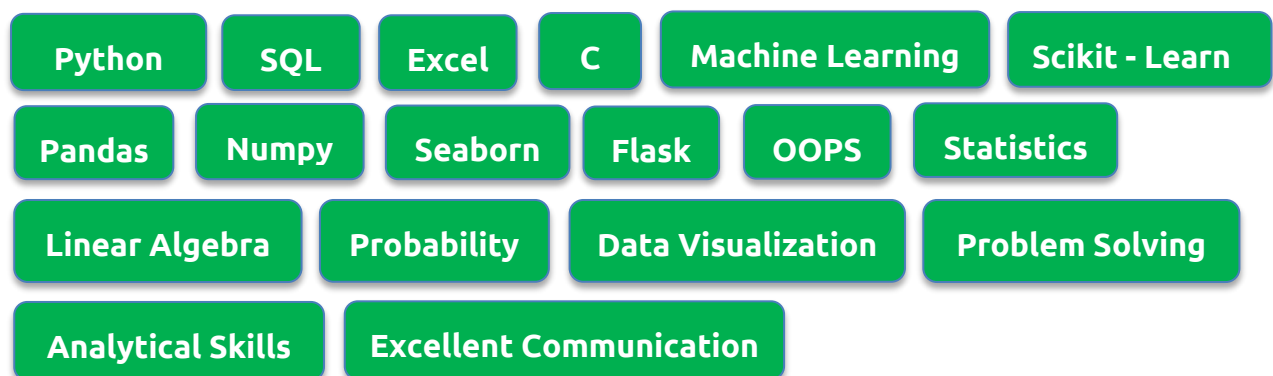 Python SQL Excel C Machine Learning Scikit - Learn
Pandas Numpy Seaborn Flask OOPS Statistics
Linear Algebra Probability Data Visualization Problem Solving
Analytical Skills Excellent Communication